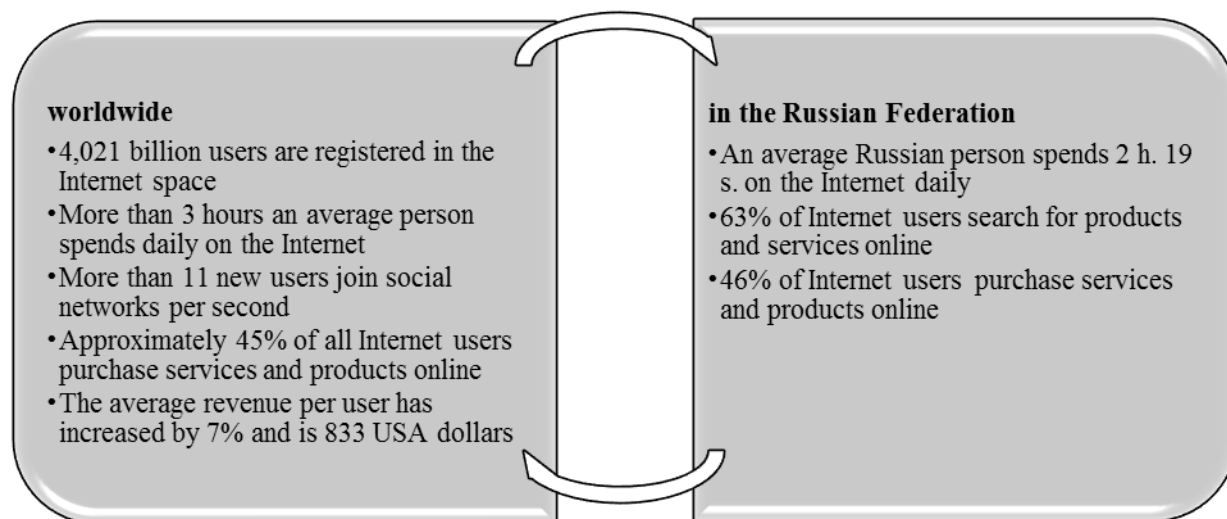 worldwide
•4,021 billion users are registered in the
Internet space
•More than 3 hours an average person
spends daily on the Internet
•More than 11 new users join social
networks per second
•Approximately 45% of all Internet users
purchase services and products online
•The average revenue per user has
increased by 7% and is 833 USA dollars
in the Russian Federation
•An average Russian person spends 2 h. 19
s. on the Internet daily
•63% of Internet users search for products
and services online
•46% of Internet users purchase services
and products online